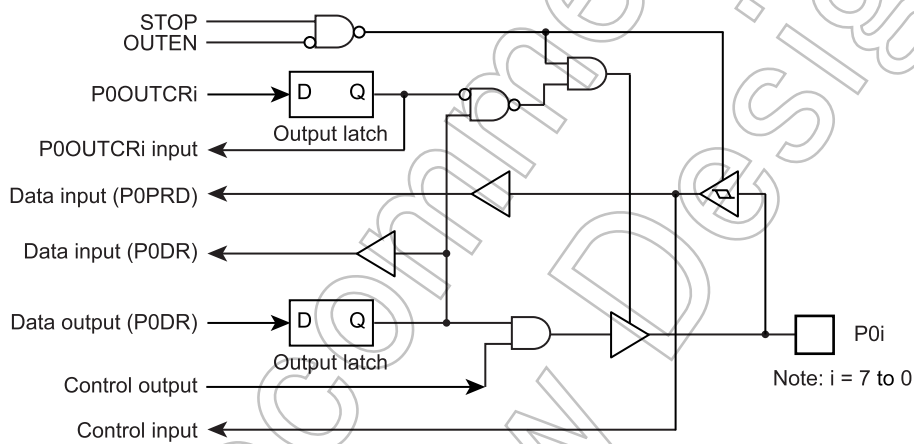 STOP
OUTEN
P0OUTCRi
D Q
Output latch
P0OUTCRi input
Data input (P0PRD)
Data input (P0DR)
Data output (P0DR)
D Q
Output latch
P0i
Control output
Note: i = 7 to 0
Control input